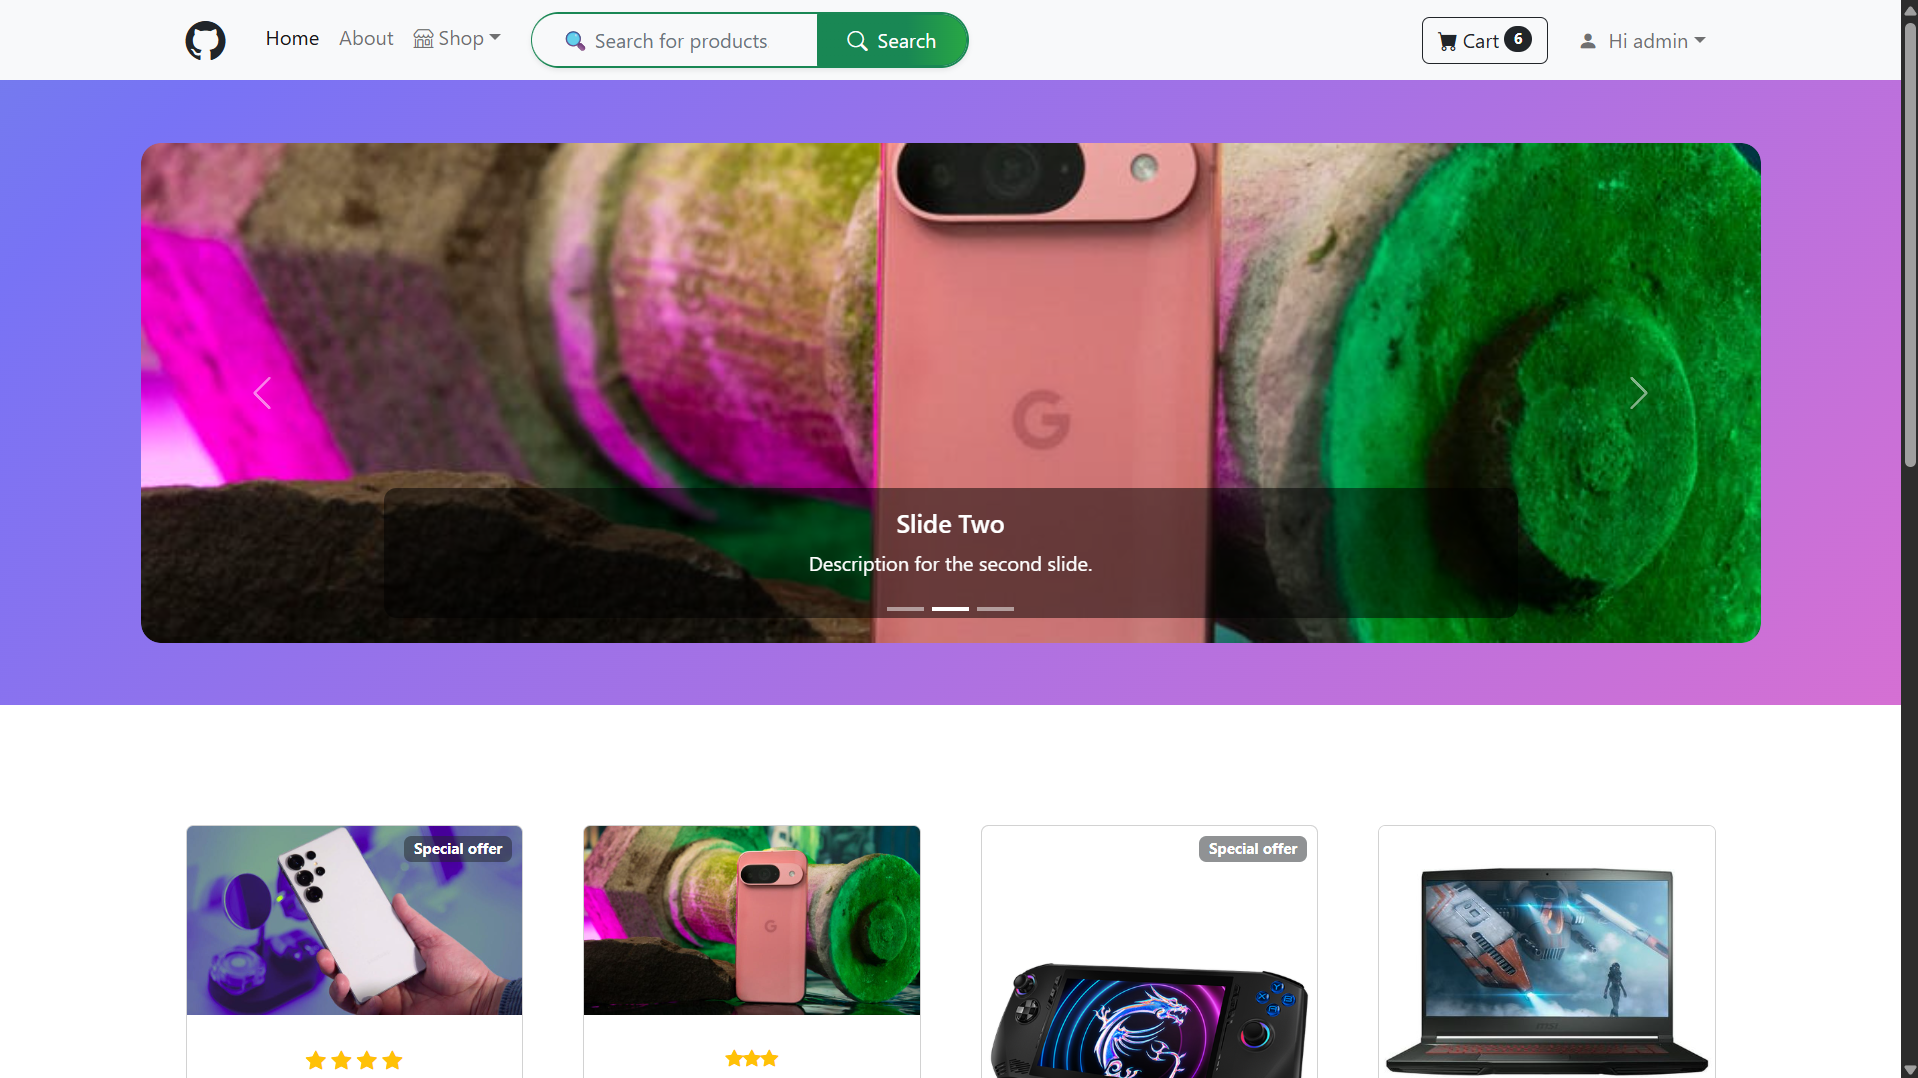 Home About Shop Search for products Search Cart 6 Hi admin
G
Slide Two
Description for the second slide.
Special offer
Special offer
G